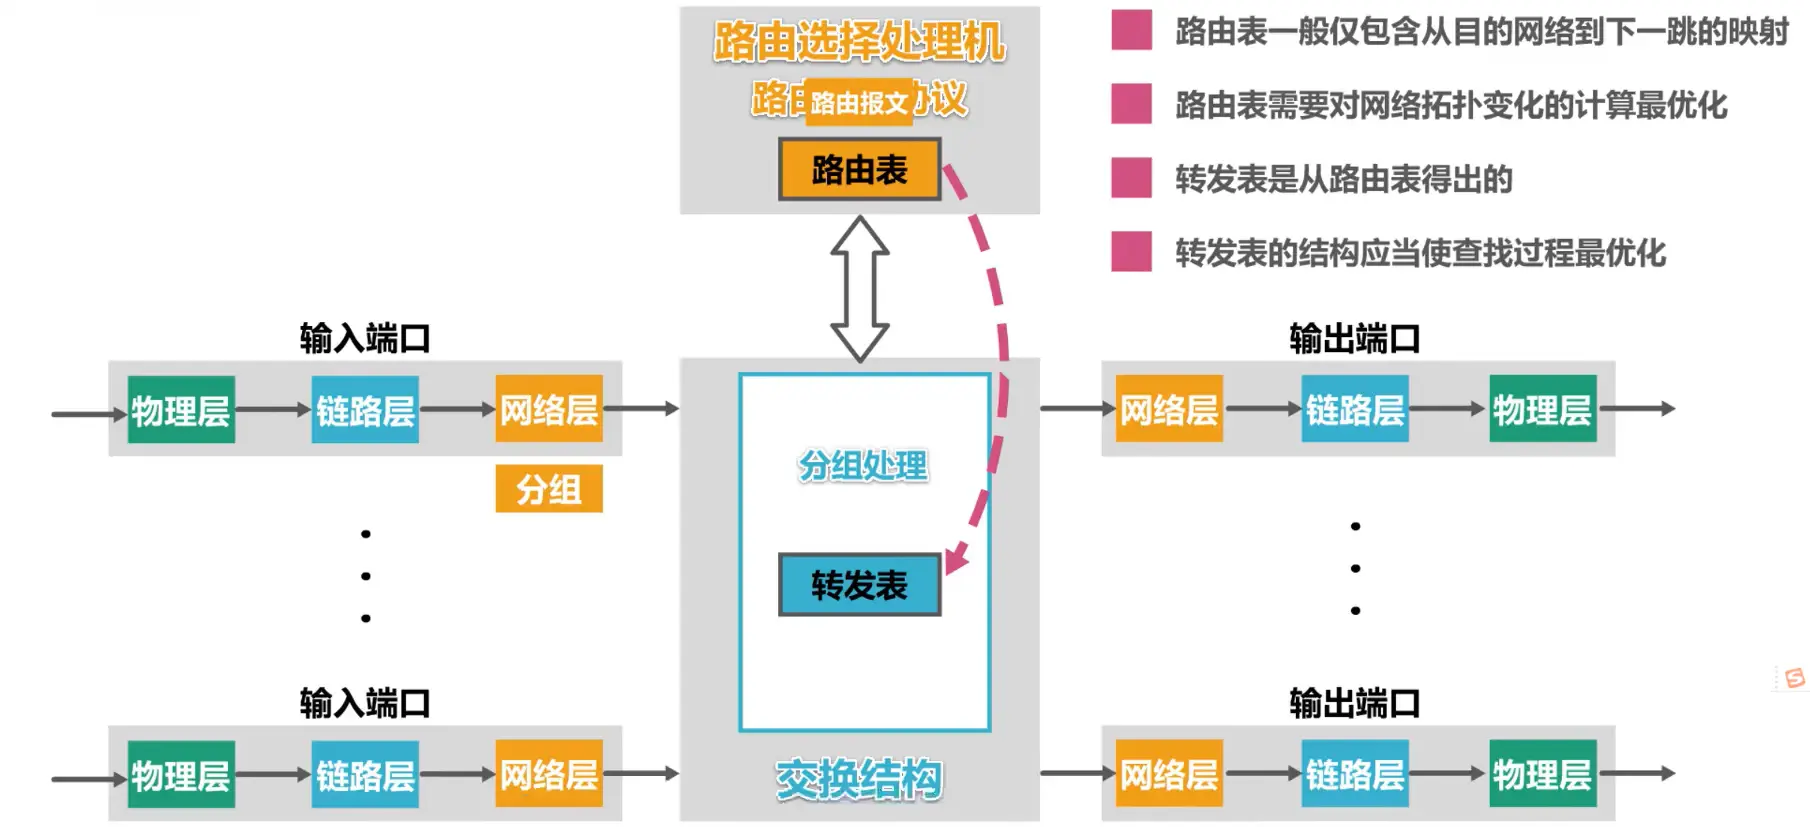 路由选择处理机
路由
协议
路由报文
路由表
路由表一般仅包含从目的网络到下一跳的映射
路由表需要对网络拓扑变化的计算最优化
转发表是从路由表得出的
转发表的结构应当使查找过程最优化
输入端口
物理层
链路层
网络层
分组
分组处理
转发表
输出端口
网络层
链路层
物理层
输入端口
物理层
链路层
网络层
交换结构
输出端口
网络层
链路层
物理层
S